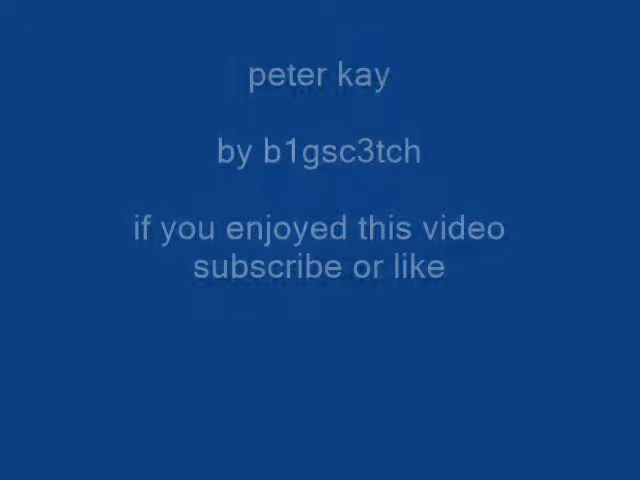 peter kay
by b1gsc3tch
if you enjoyed this video
subscribe or like